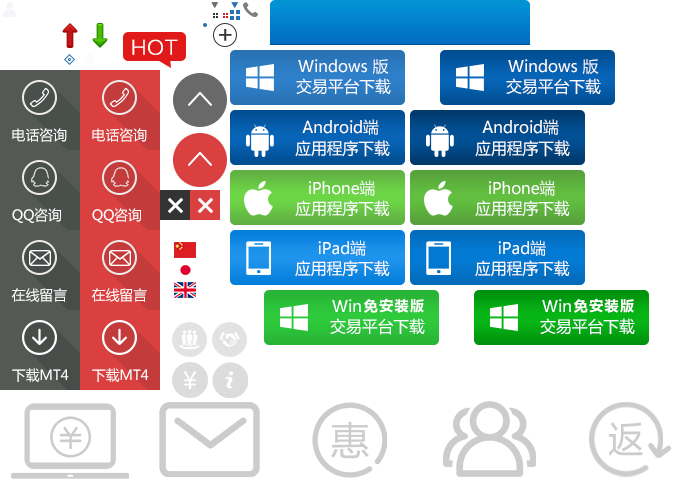 HOT
电话咨询
电话咨询
QQ咨询
QQ咨询
在线留言
在线留言
下载MT4
下载MT4
Windows 版
交易平台下载
Windows 版
交易平台下载
Android端
应用程序下载
Android端
应用程序下载
iPhone端
应用程序下载
iPhone端
应用程序下载
iPad端
应用程序下载
iPad端
应用程序下载
Win免安装版
交易平台下载
Win免安装版
交易平台下载
¥
i
¥
惠
返